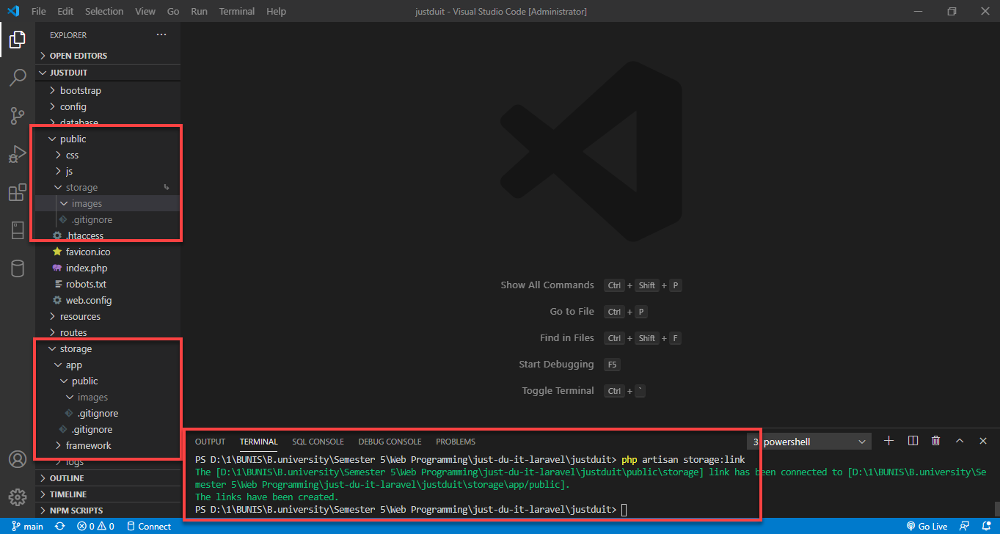 File Edit Selection View Go Run Terminal Help
justduit - Visual Studio Code [Administrator]
EXPLORER
OPEN EDITORS
JUSTDUIT
bootstrap
config
database
public
css
js
storage
images
.gitignore
.htaccess
favicon.ico
index.php
robots.txt
web.config
resources
routes
storage
app
public
images
.gitignore
.gitignore
framework
logs
OUTLINE
TIMELINE
NPM SCRIPTS
Show All Commands Ctrl + Shift + P
Go to File Ctrl + P
Find in Files Ctrl + Shift + F
Start Debugging F5
Toggle Terminal Ctrl + `
OUTPUT TERMINAL SQL CONSOLE DEBUG CONSOLE PROBLEMS
3: powershell
PS D:\1\BUNIS\B.university\Semester 5\Web Programming\just-du-it-laravel\justduit> php artisan storage:link
The [D:\1\BUNIS\B.university\Semester 5\Web Programming\just-du-it-laravel\justduit\public\storage] link has been connected to [D:\1\BUNIS\B.university\Se
mester 5\Web Programming\just-du-it-laravel\justduit\storage\app/public].
The links have been created.
PS D:\1\BUNIS\B.university\Semester 5\Web Programming\just-du-it-laravel\justduit>
main 0 0 Connect
Go Live